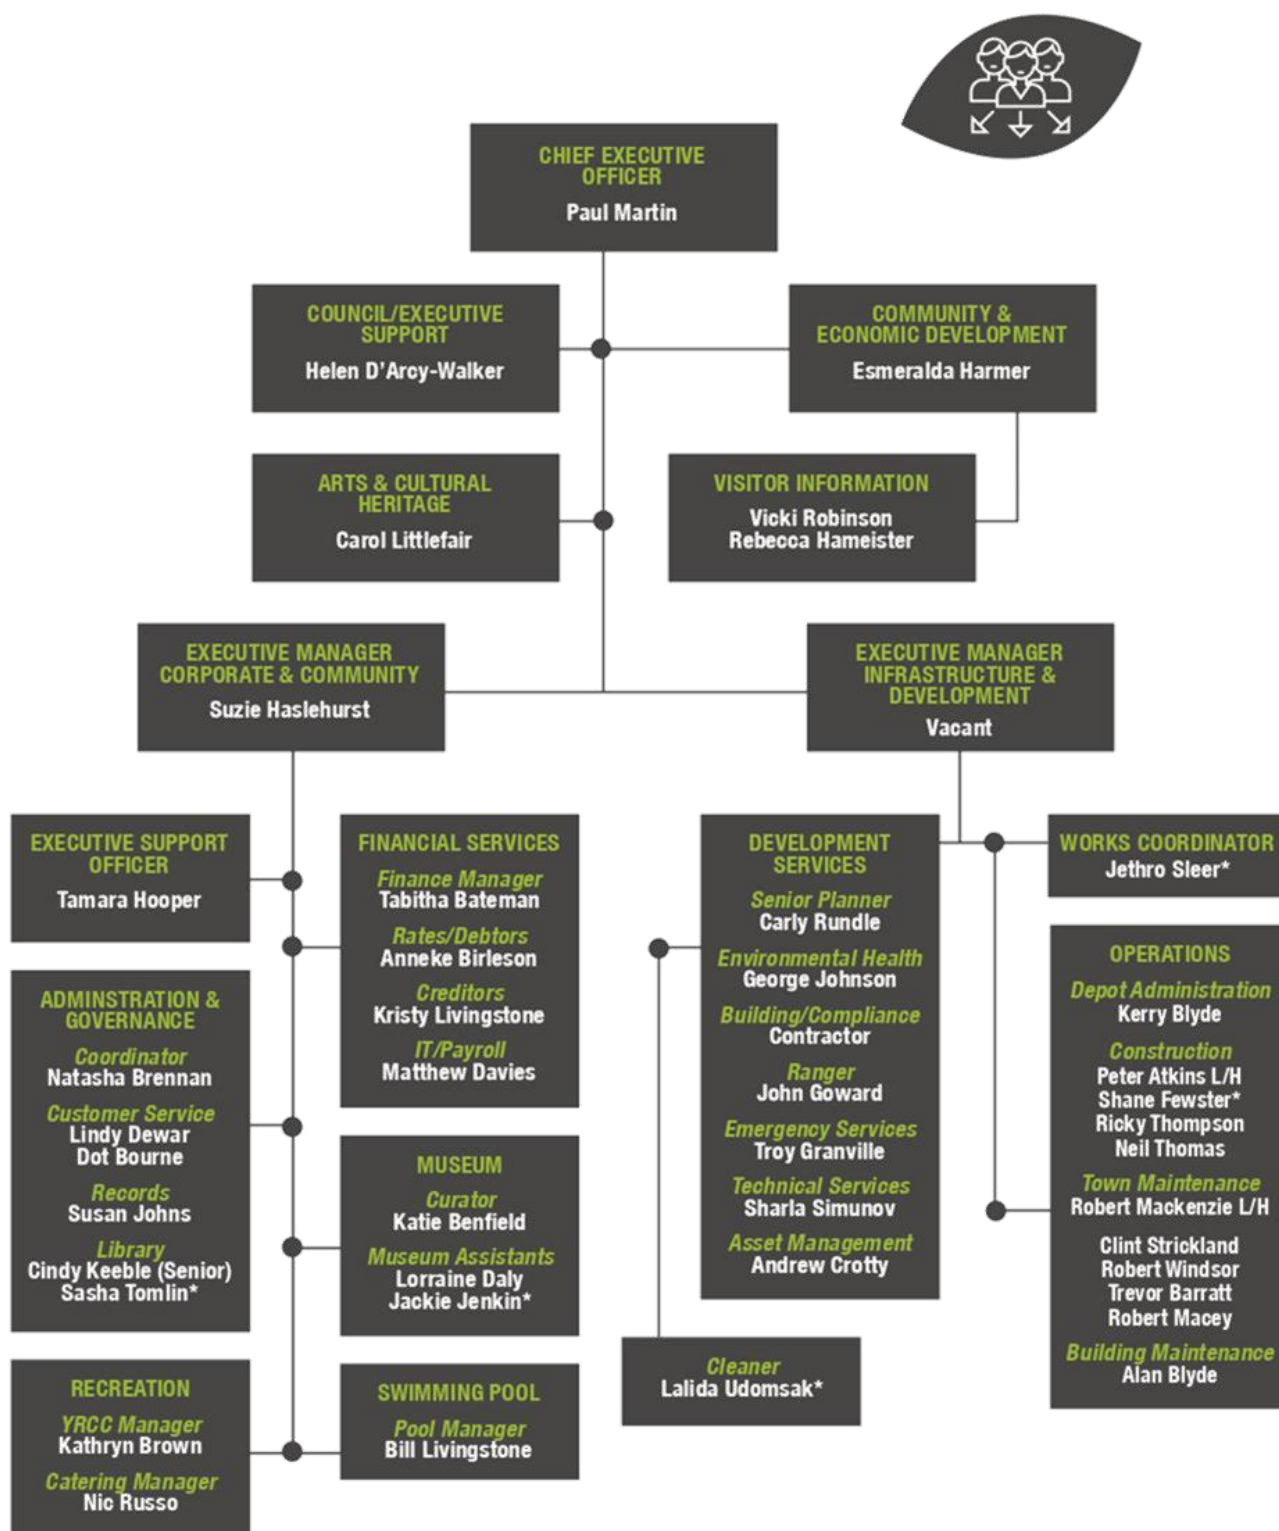 CHIEF EXECUTIVE
OFFICER
Paul Martin
COUNCIL/EXECUTIVE
SUPPORT
Helen D'Arcy-Walker
COMMUNITY &
ECONOMIC DEVELOPMENT
Esmeralda Harmer
ARTS & CULTURAL
HERITAGE
Carol Littlefair
VISITOR INFORMATION
Vicki Robinson
Rebecca Hameister
EXECUTIVE MANAGER
CORPORATE & COMMUNITY
Suzie Haslehurst
EXECUTIVE MANAGER
INFRASTRUCTURE &
DEVELOPMENT
Vacant
EXECUTIVE SUPPORT
OFFICER
Tamara Hooper
ADMINSTRATION &
GOVERNANCE
Coordinator
Natasha Brennan
Customer Service
Lindy Dewar
Dot Bourne
Records
Susan Johns
Library
Cindy Keeble (Senior)
Sasha Tomlin*
RECREATION
YRCC Manager
Kathryn Brown
Catering Manager
Nic Russo
FINANCIAL SERVICES
Finance Manager
Tabitha Bateman
Rates/Debtors
Anneke Birleson
Creditors
Kristy Livingstone
IT/Payroll
Matthew Davies
MUSEUM
Curator
Katie Benfield
Museum Assistants
Lorraine Daly
Jackie Jenkin*
SWIMMING POOL
Pool Manager
Bill Livingstone
DEVELOPMENT
SERVICES
Senior Planner
Carly Rundle
Environmental Health
George Johnson
Building/Compliance
Contractor
Ranger
John Goward
Emergency Services
Troy Granville
Technical Services
Sharla Simunov
Asset Management
Andrew Crotty
Cleaner
Lalida Udomsak*
WORKS COORDINATOR
Jethro Sleer*
OPERATIONS
Depot Administration
Kerry Blyde
Construction
Peter Atkins L/H
Shane Fewster*
Ricky Thompson
Neil Thomas
Town Maintenance
Robert Mackenzie L/H
Clint Strickland
Robert Windsor
Trevor Barratt
Robert Macey
Building Maintenance
Alan Blyde